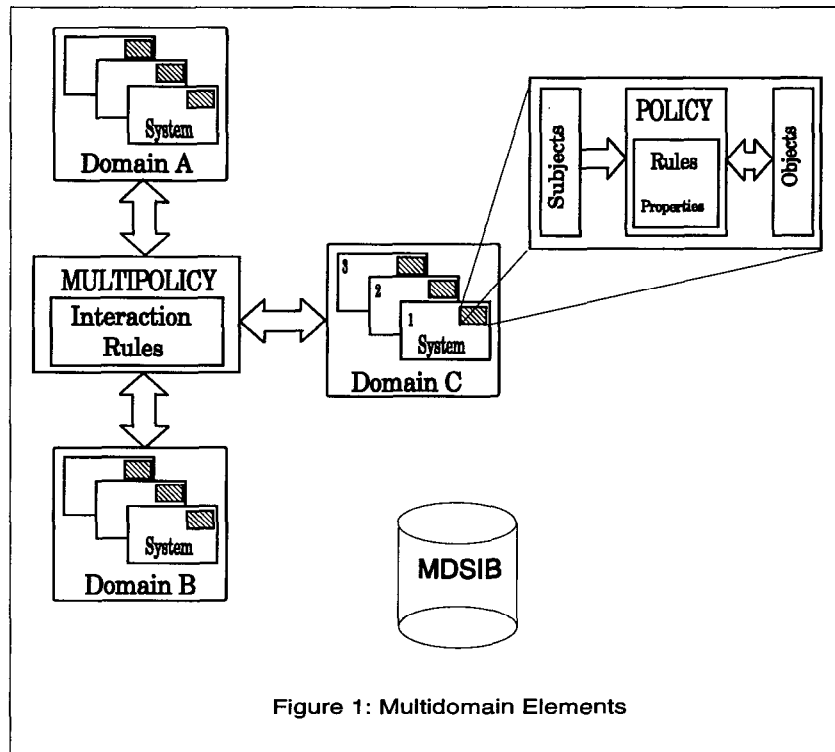 System
Domain A
MULTIPOLICY
Interaction
Rules
System
Domain B
3
2
1
System
Domain C
Subjects
POLICY
Rules
Properties
Objects
MDSIB
Figure 1: Multidomain Elements